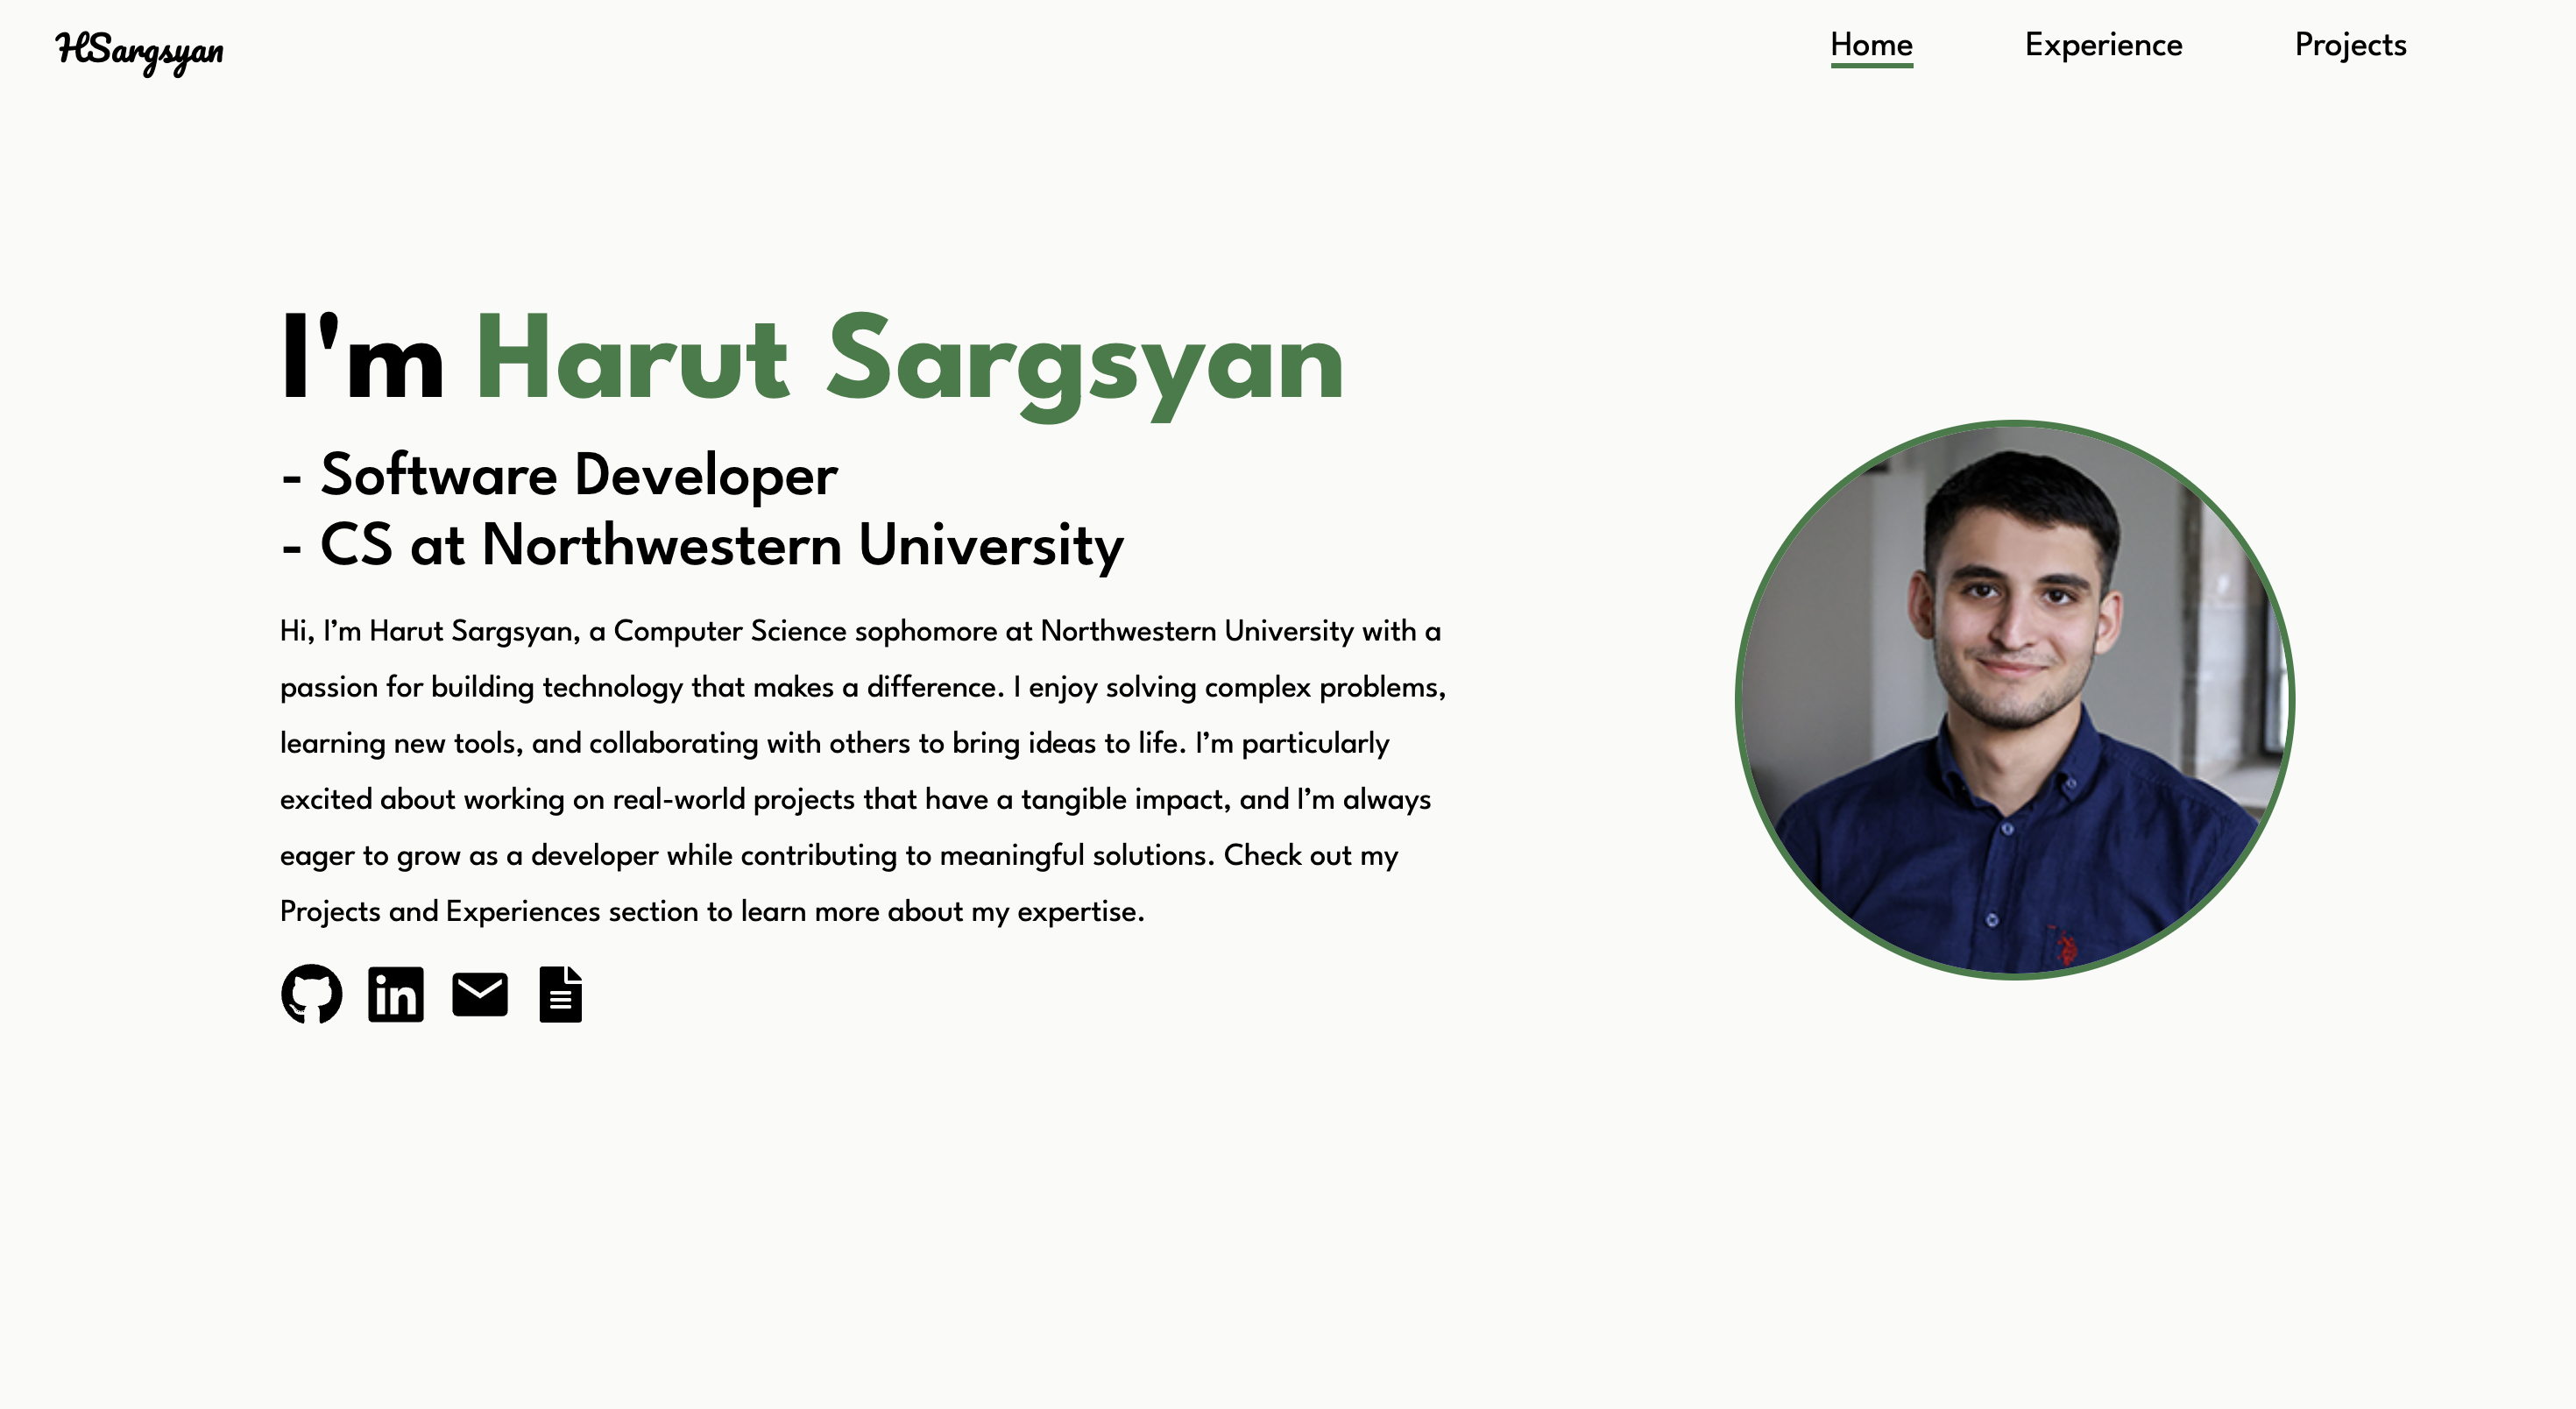 HSargsyan
Home
Experience
Projects
I'm Harut Sargsyan
- Software Developer
- CS at Northwestern University
Hi, I’m Harut Sargsyan, a Computer Science sophomore at Northwestern University with a
passion for building technology that makes a difference. I enjoy solving complex problems,
learning new tools, and collaborating with others to bring ideas to life. I’m particularly
excited about working on real-world projects that have a tangible impact, and I’m always
eager to grow as a developer while contributing to meaningful solutions. Check out my
Projects and Experiences section to learn more about my expertise.
in